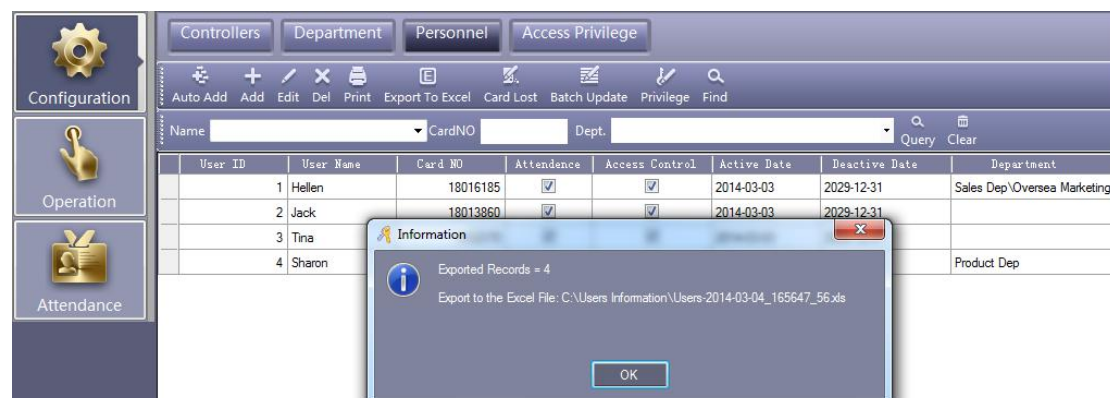 Controllers Department Personnel Access Privilege
Configuration
Auto Add Add Edit Del Print Export To Excel Card Lost Batch Update Privilege Find
Name CardNO Dept. Query Clear
User ID User Name Card NO Attendence Access Control Active Date Deactive Date Department
1 Hellen 18016185 2014-03-03 2029-12-31 Sales Dep\Oversea Marketing
Operation
2 Jack 18013860 2014-03-03 2029-12-31
3 Tina
4 Sharon Product Dep
Attendance
Information
Exported Records = 4
Export to the Excel File: C:\Users Information\Users-2014-03-04_165647_56.xls
OK